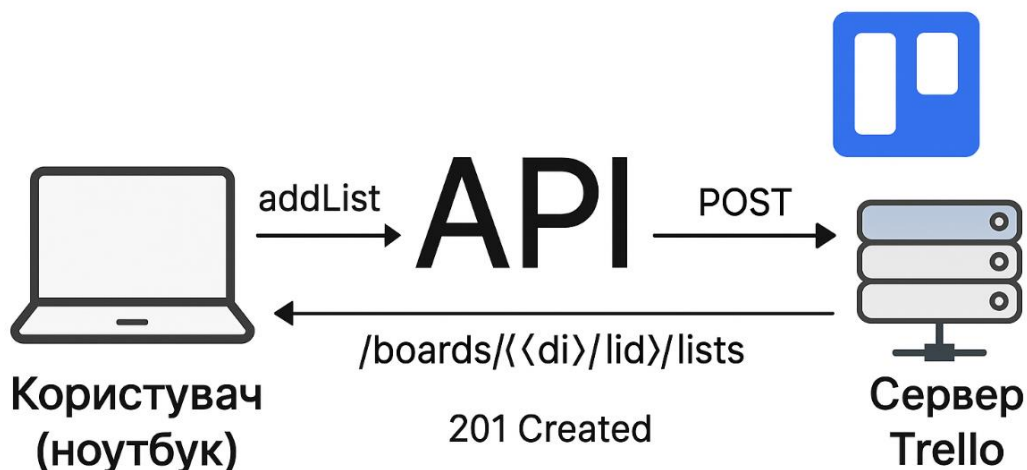 addList
API
POST
/boards/⟨⟨di⟩/lid⟩/lists
201 Created
Користувач
(ноутбук)
Сервер
Trello